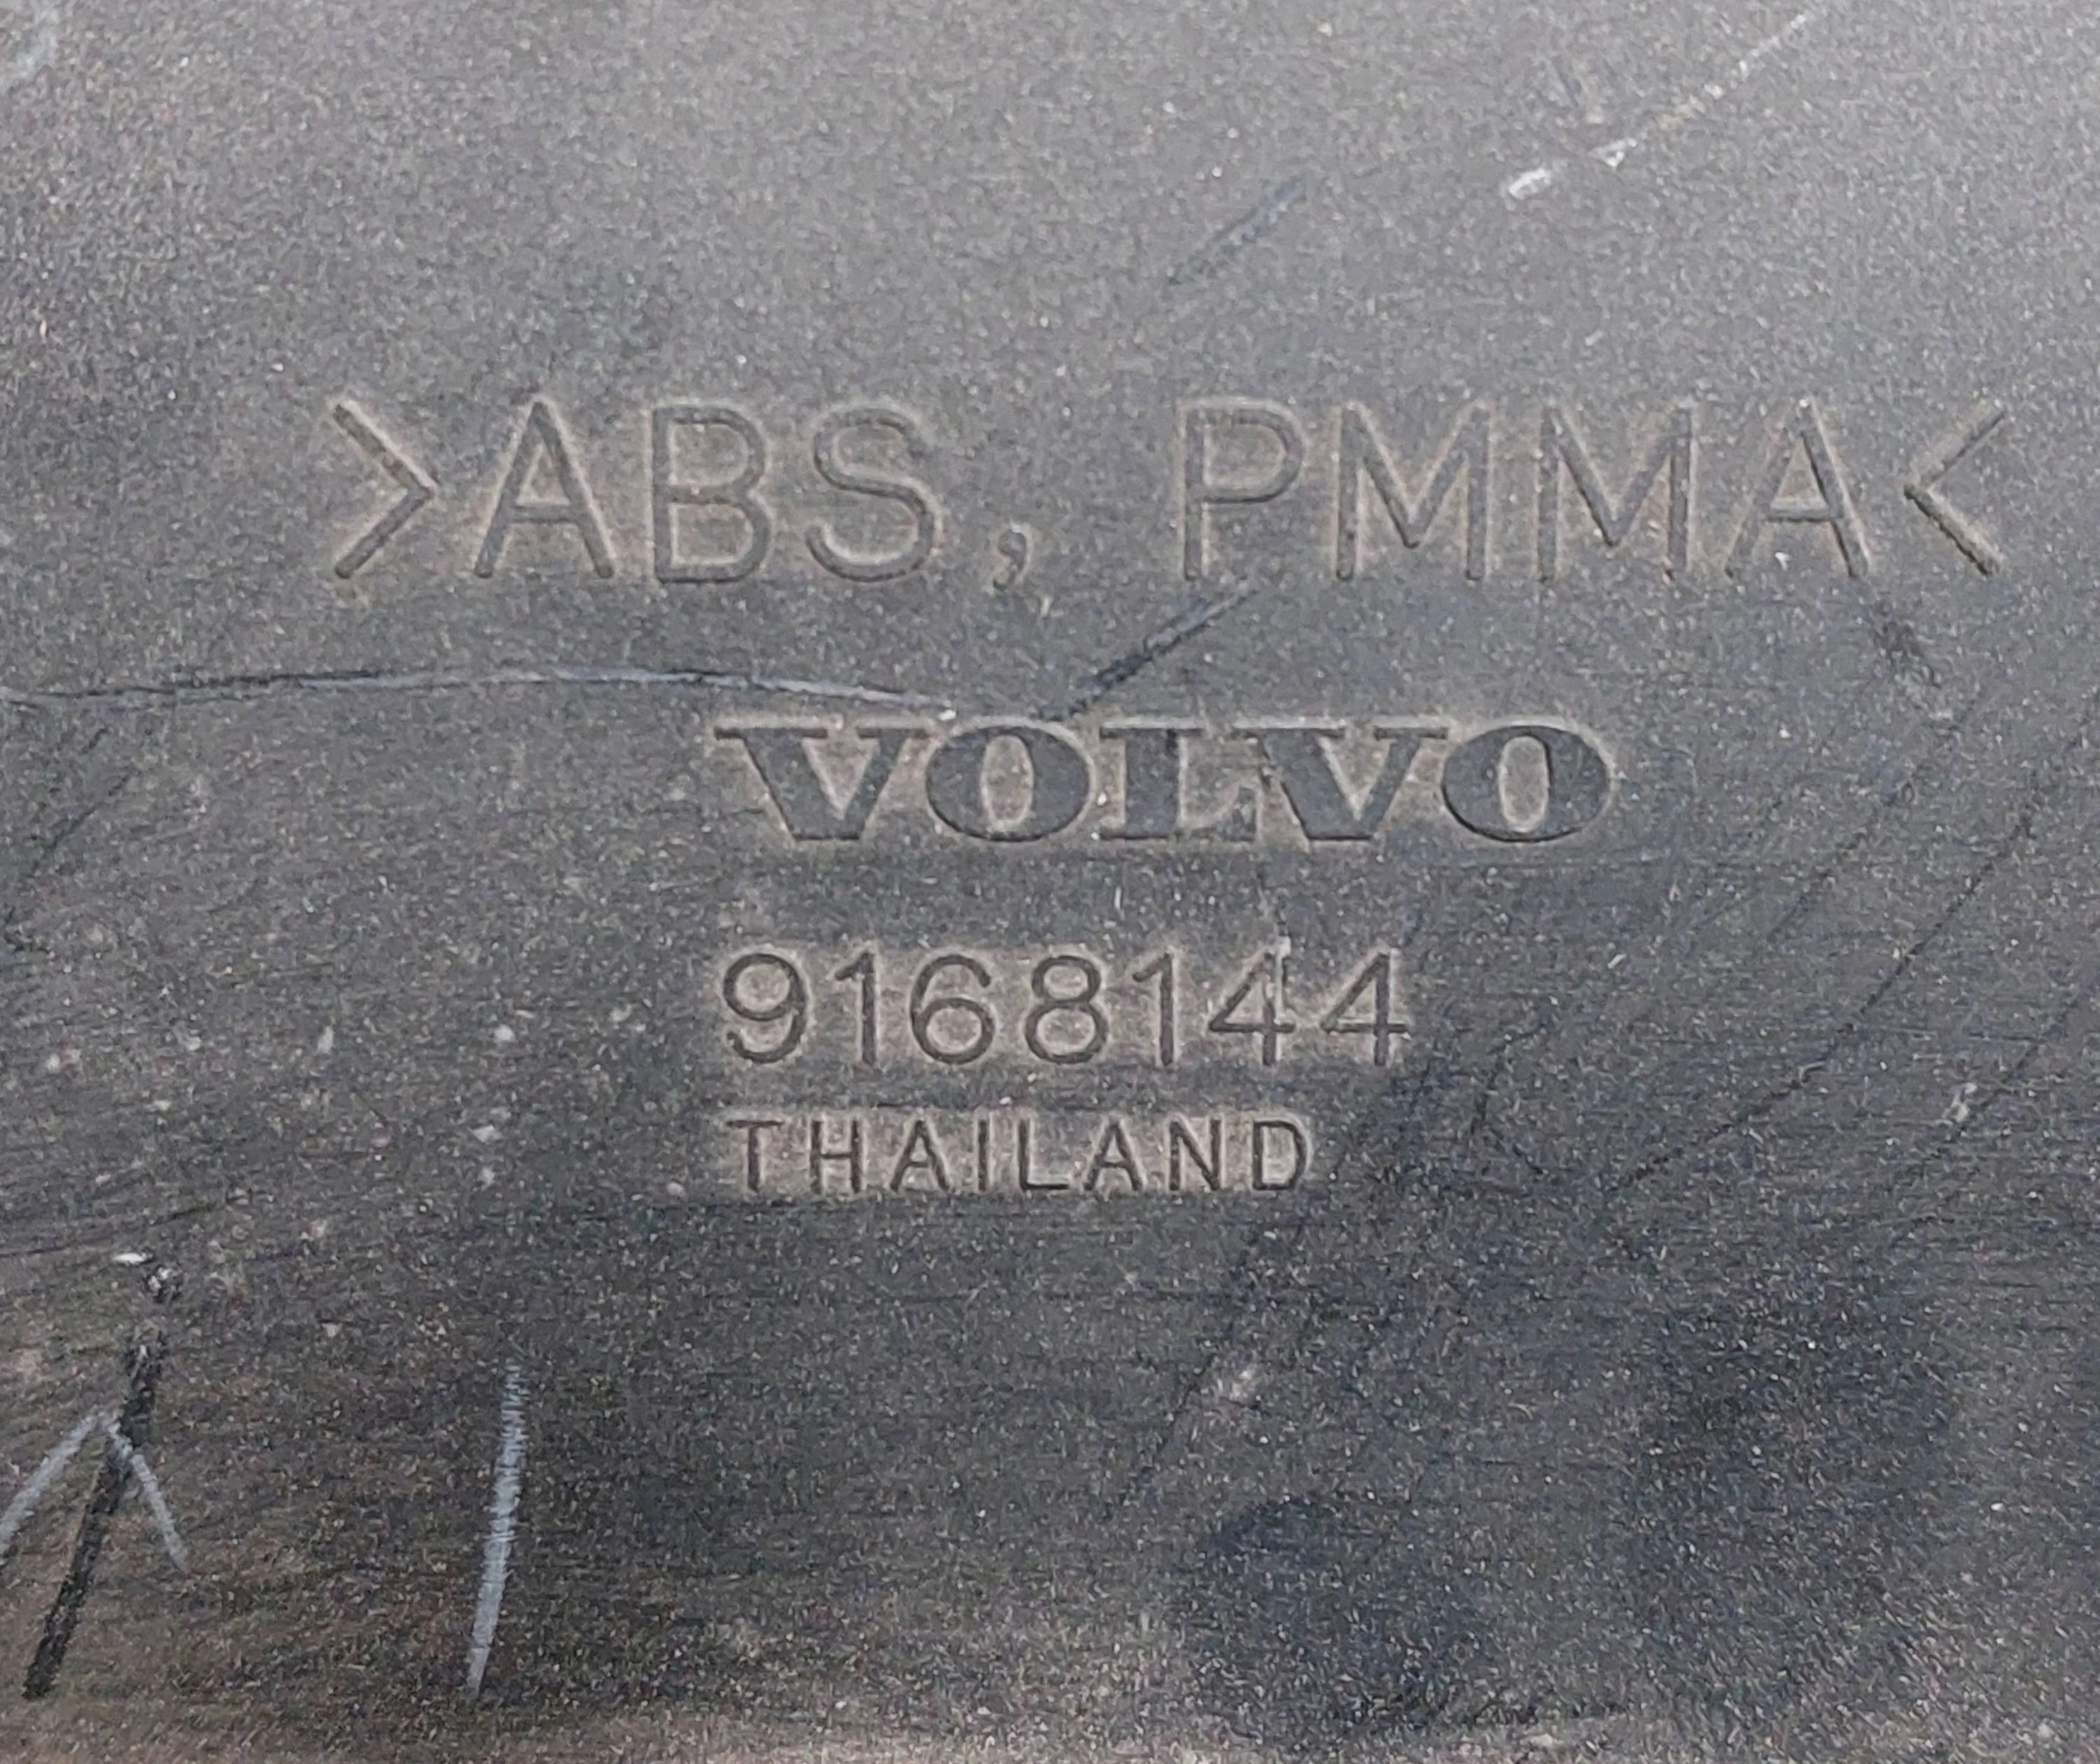 >ABS, PMMA<
VOLVO
9168144
THAILAND